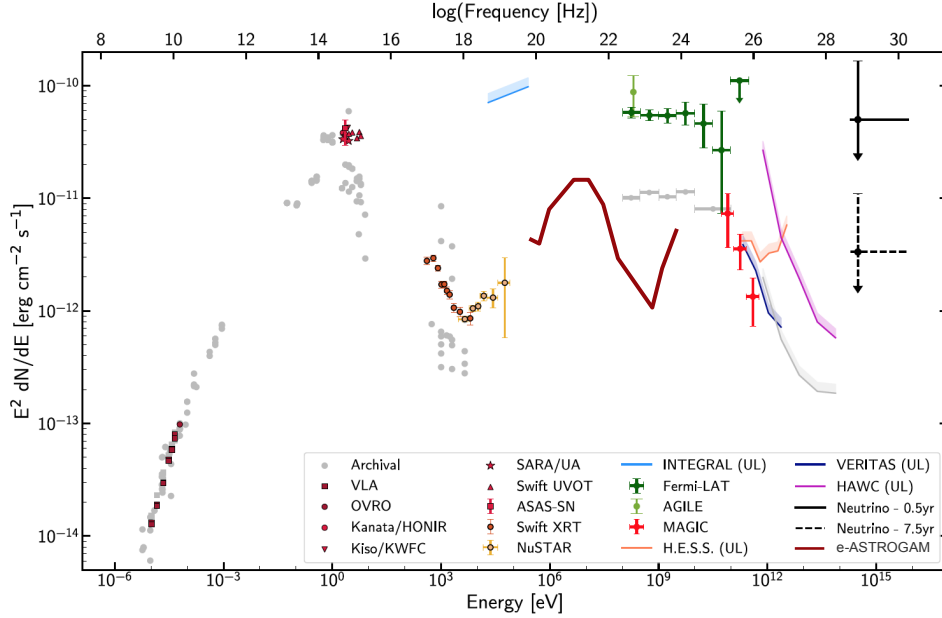 log(Frequency [Hz])
8 10 12 14 16 18 20 22 24 26 28 30
E² dN/dE [erg cm⁻² s⁻¹]
10⁻¹⁰
10⁻¹¹
10⁻¹²
10⁻¹³
10⁻¹⁴
Archival
VLA
OVRO
Kanata/HONIR
Kiso/KWFC
SARA/UA
Swift UVOT
ASAS-SN
Swift XRT
NuSTAR
INTEGRAL (UL)
Fermi-LAT
AGILE
MAGIC
H.E.S.S. (UL)
VERITAS (UL)
HAWC (UL)
Neutrino - 0.5yr
Neutrino - 7.5yr
e-ASTROGAM
10⁻⁶ 10⁻³ 10⁰ 10³ 10⁶ 10⁹ 10¹² 10¹⁵
Energy [eV]